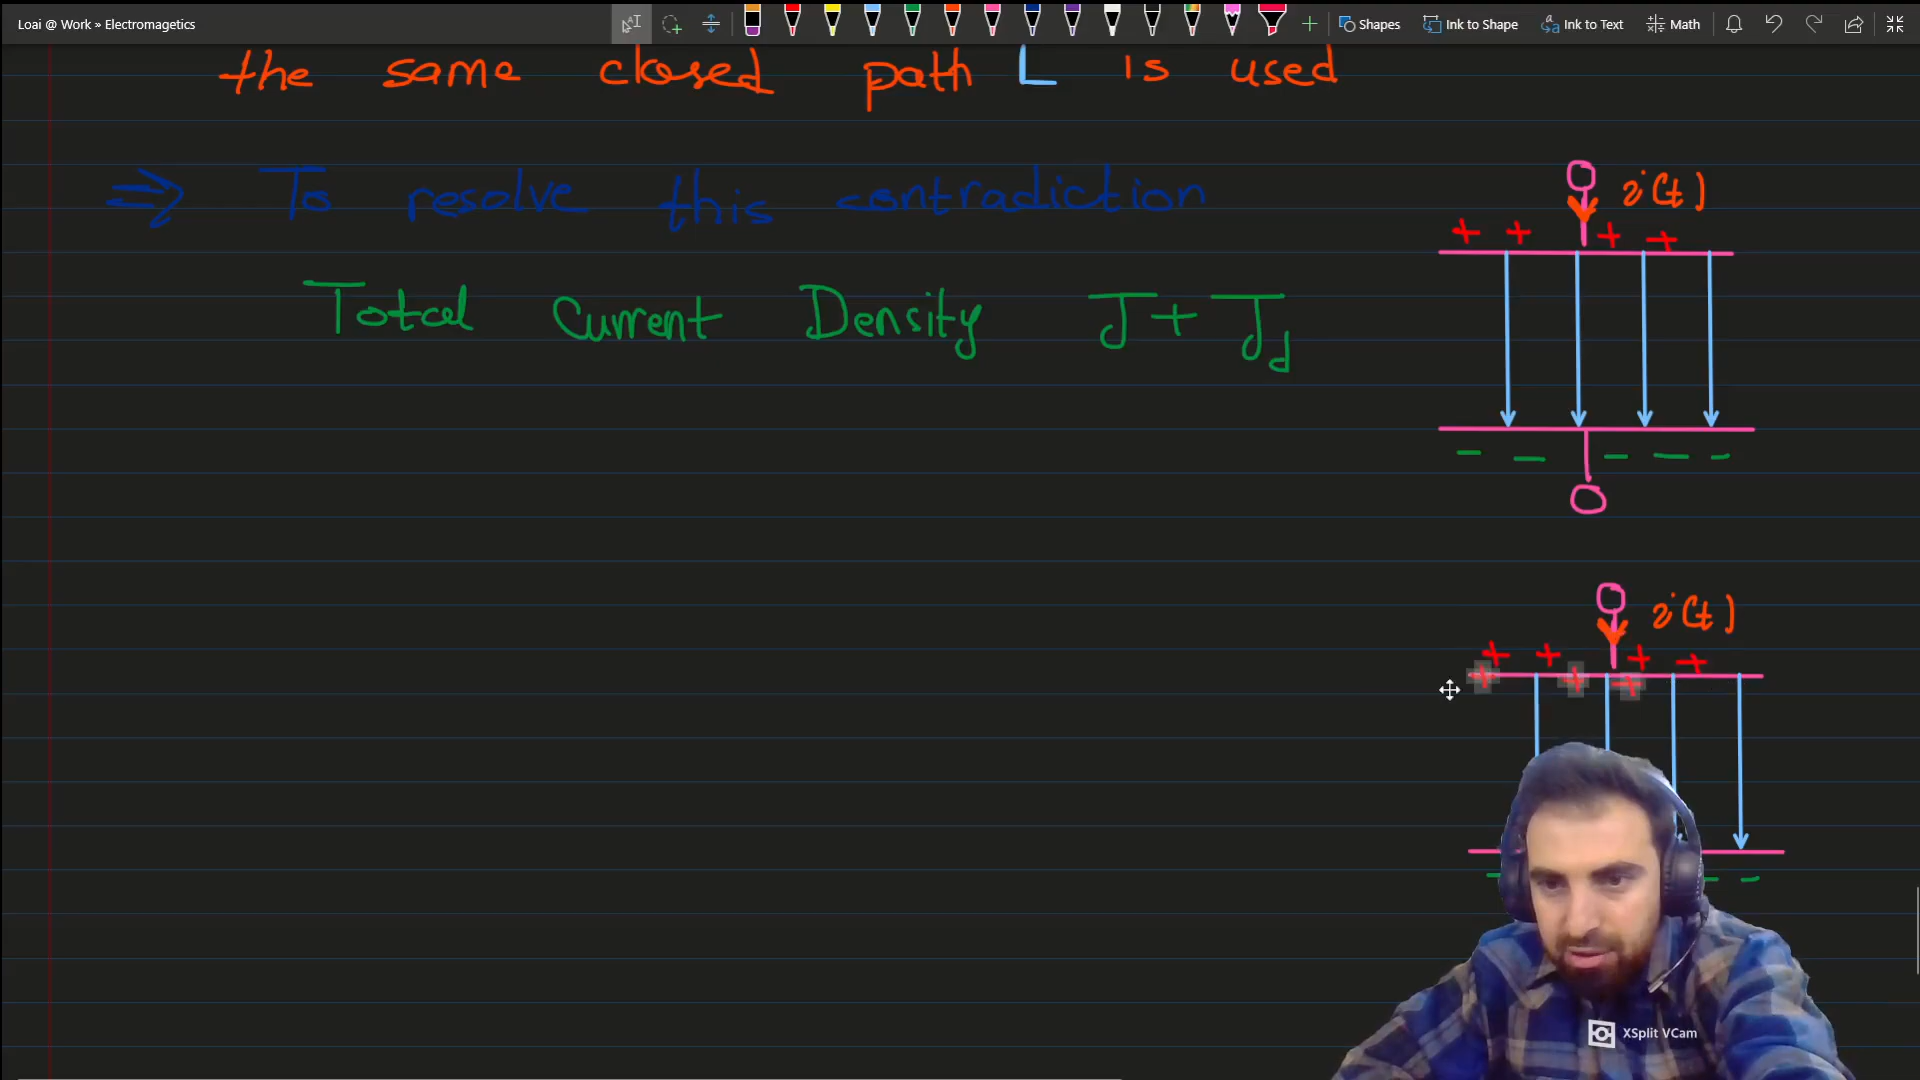 Loai @ Work » Electromagetics
Shapes
Ink to Shape
Ink to Text
Math
the same closed path L is used
⇒ To resolve this contradiction
Total Current Density J + J_d
i(t)
+ + + +
− − − − −
i(t)
+ + + +
+ + +
− − −
XSplit VCam